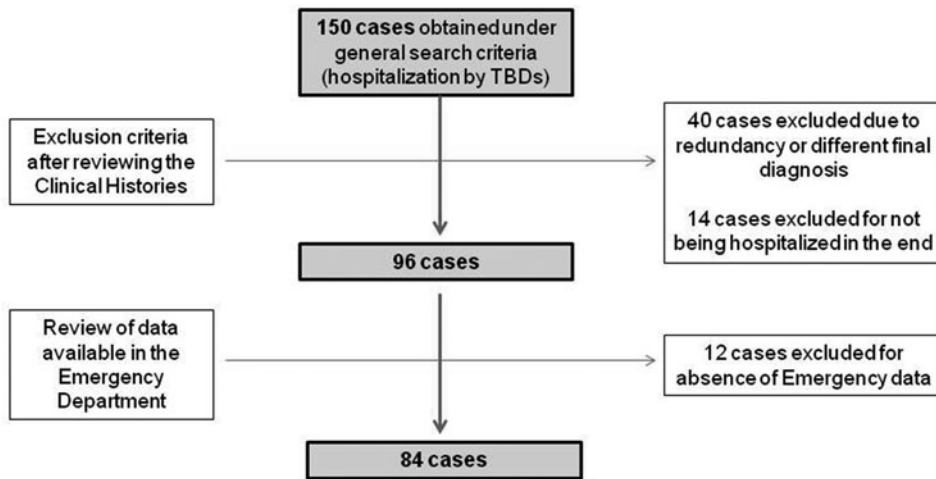 150 cases obtained under
general search criteria
(hospitalization by TBDs)
Exclusion criteria
after reviewing the
Clinical Histories
40 cases excluded due to
redundancy or different final
diagnosis
14 cases excluded for not
being hospitalized in the end
96 cases
Review of data
available in the
Emergency
Department
12 cases excluded for
absence of Emergency data
84 cases